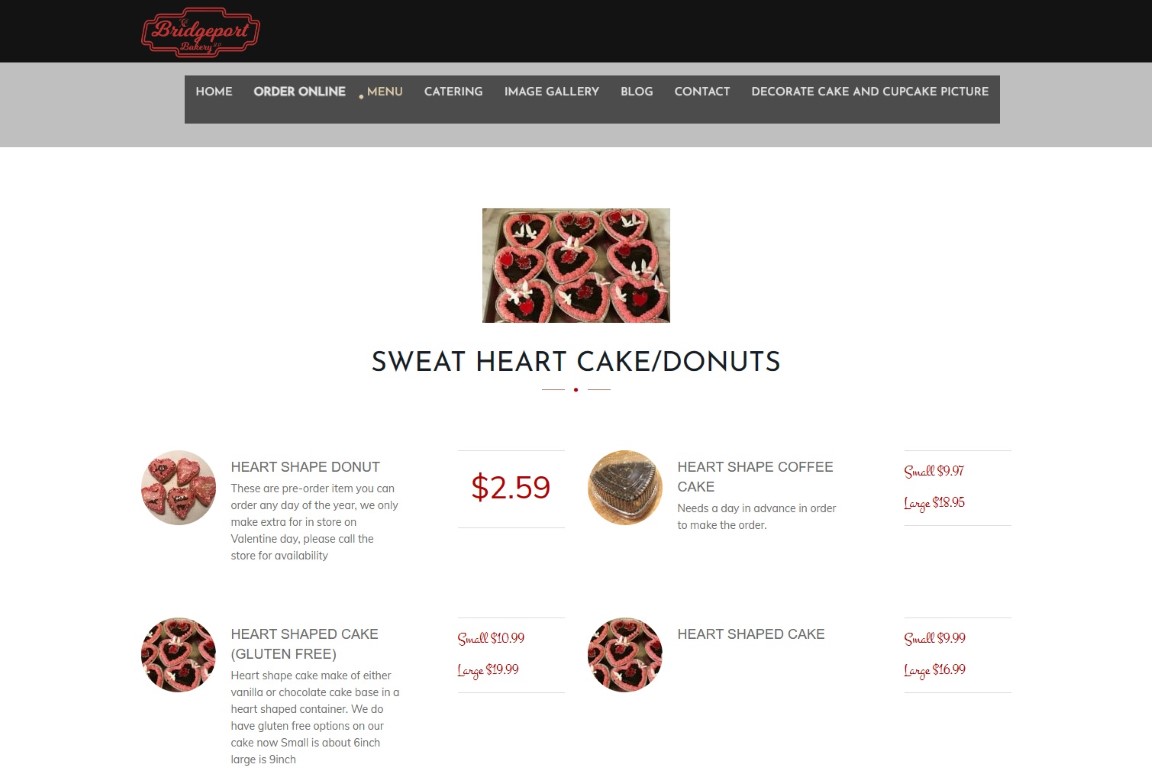 Bridgeport
Bakery
HOME ORDER ONLINE MENU CATERING IMAGE GALLERY BLOG CONTACT DECORATE CAKE AND CUPCAKE PICTURE
SWEAT HEART CAKE/DONUTS
HEART SHAPE DONUT
These are pre-order item you can
order any day of the year, we only
make extra for in store on
Valentine day, please call the
store for availability
$2.59
HEART SHAPE COFFEE
CAKE
Needs a day in advance in order
to make the order.
Small $9.97
Large $18.95
HEART SHAPED CAKE
(GLUTEN FREE)
Heart shape cake make of either
vanilla or chocolate cake base in a
heart shaped container. We do
have gluten free options on our
cake now Small is about 6inch
large is 9inch
Small $10.99
Large $19.99
HEART SHAPED CAKE
Small $9.99
Large $16.99